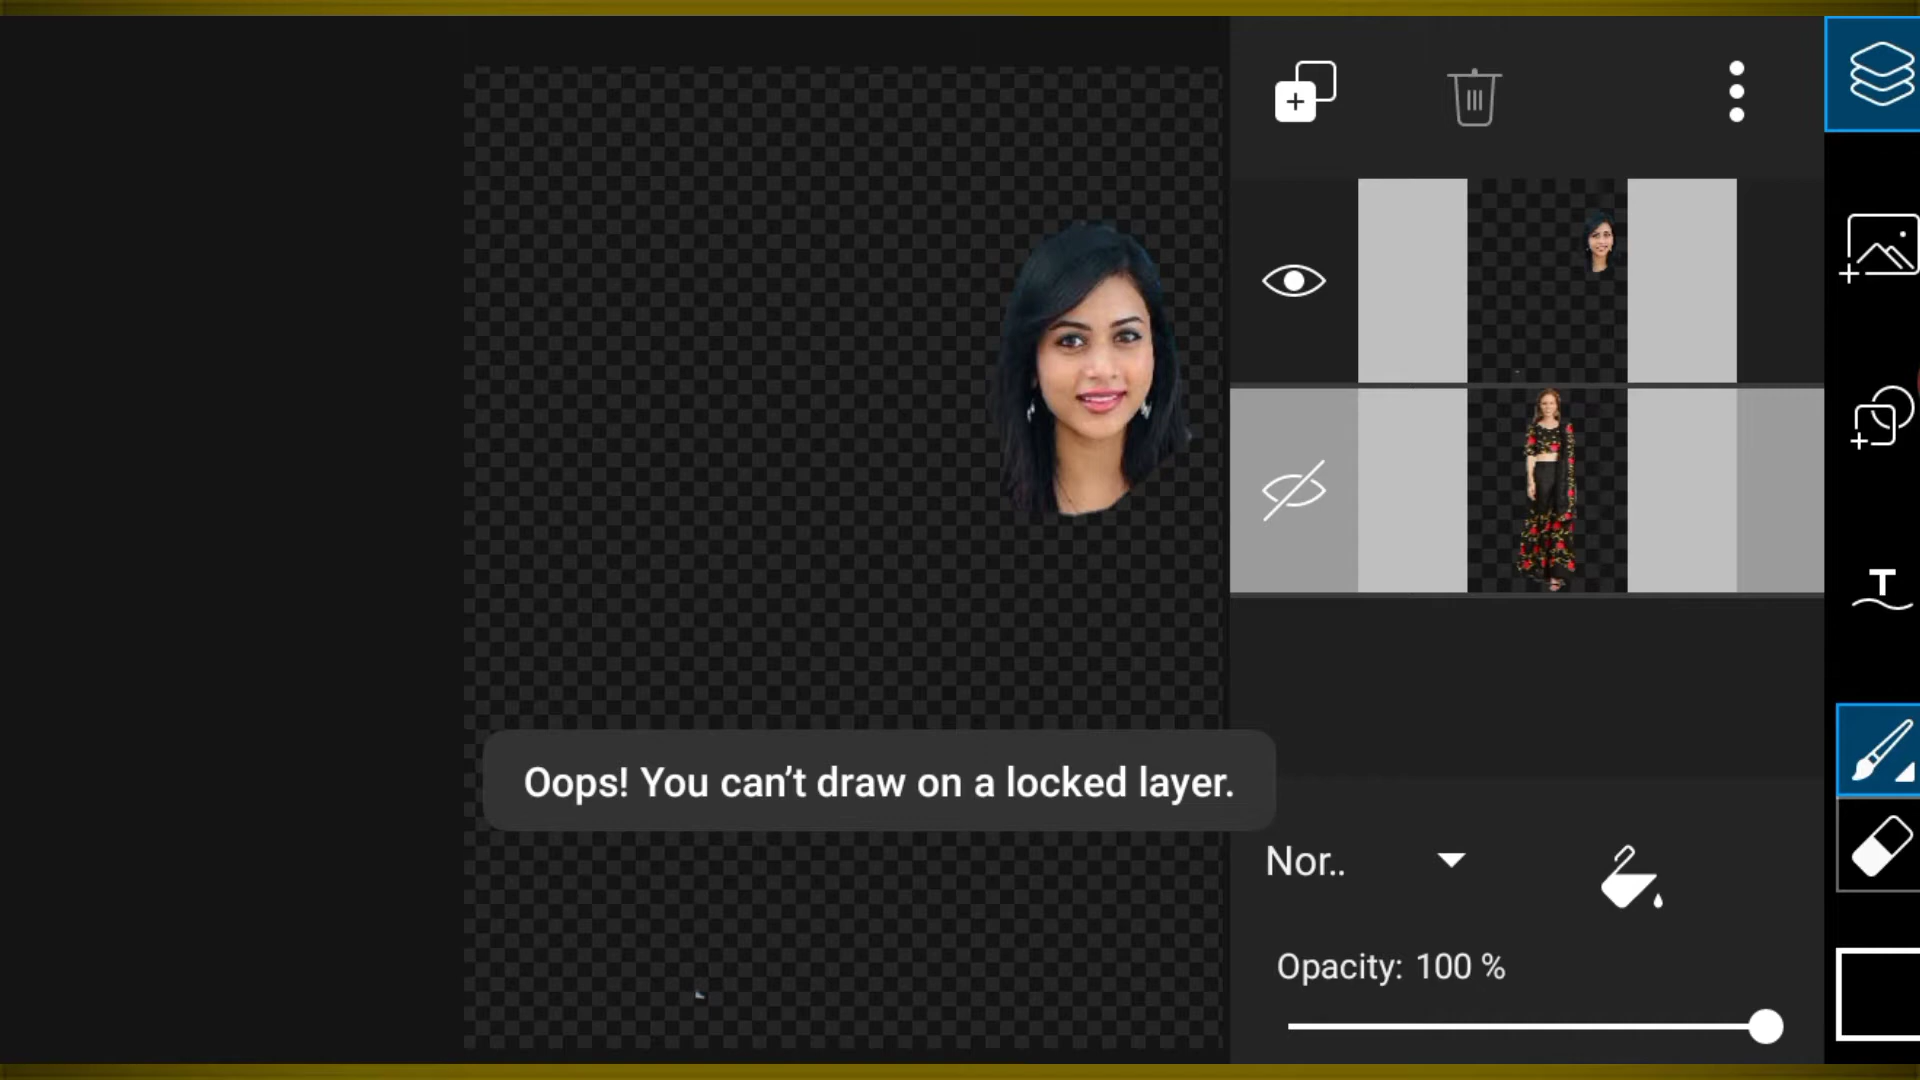 Oops! You can’t draw on a locked layer.
Nor..
Opacity: 100 %
T